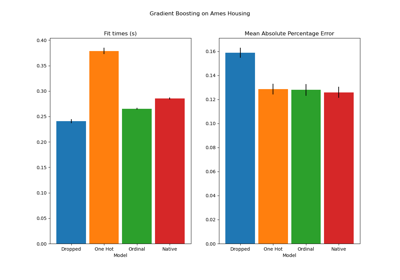 Gradient Boosting on Ames Housing
Fit times (s)
0.40
0.35
0.30
0.25
0.20
0.15
0.10
0.05
0.00
Dropped One Hot Ordinal Native
Model
Mean Absolute Percentage Error
0.16
0.14
0.12
0.10
0.08
0.06
0.04
0.02
0.00
Dropped One Hot Ordinal Native
Model